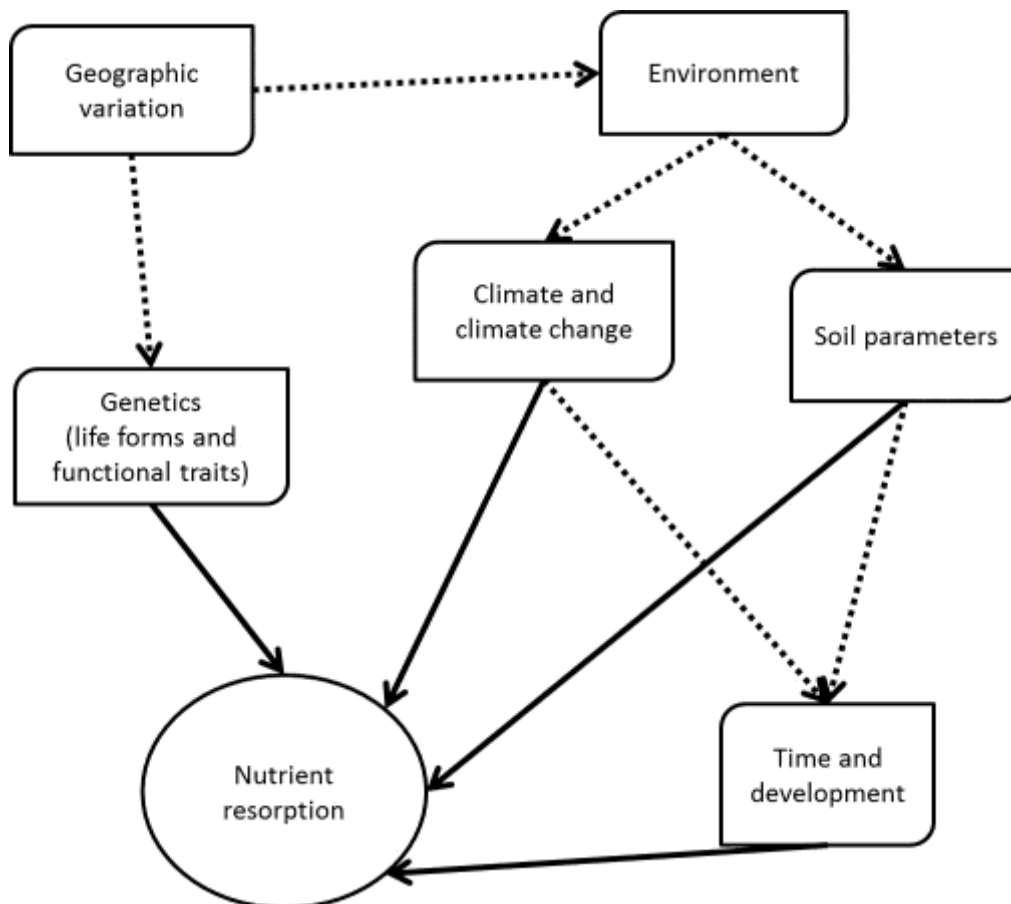 Geographic
variation
Environment
Climate and
climate change
Soil parameters
Genetics
(life forms and
functional traits)
Nutrient
resorption
Time and
development